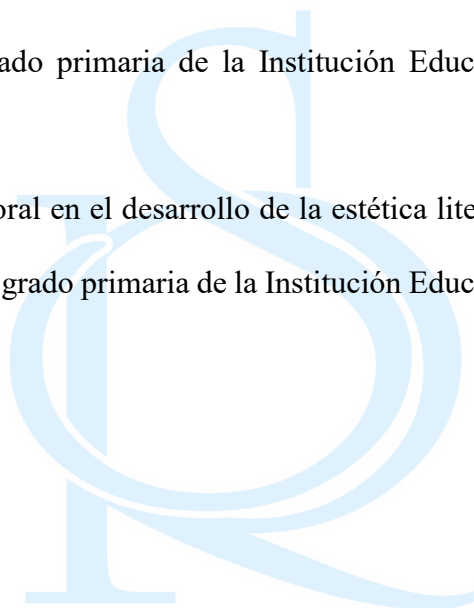 ado primaria de la Institución Educ
oral en el desarrollo de la estética lite
grado primaria de la Institución Educ